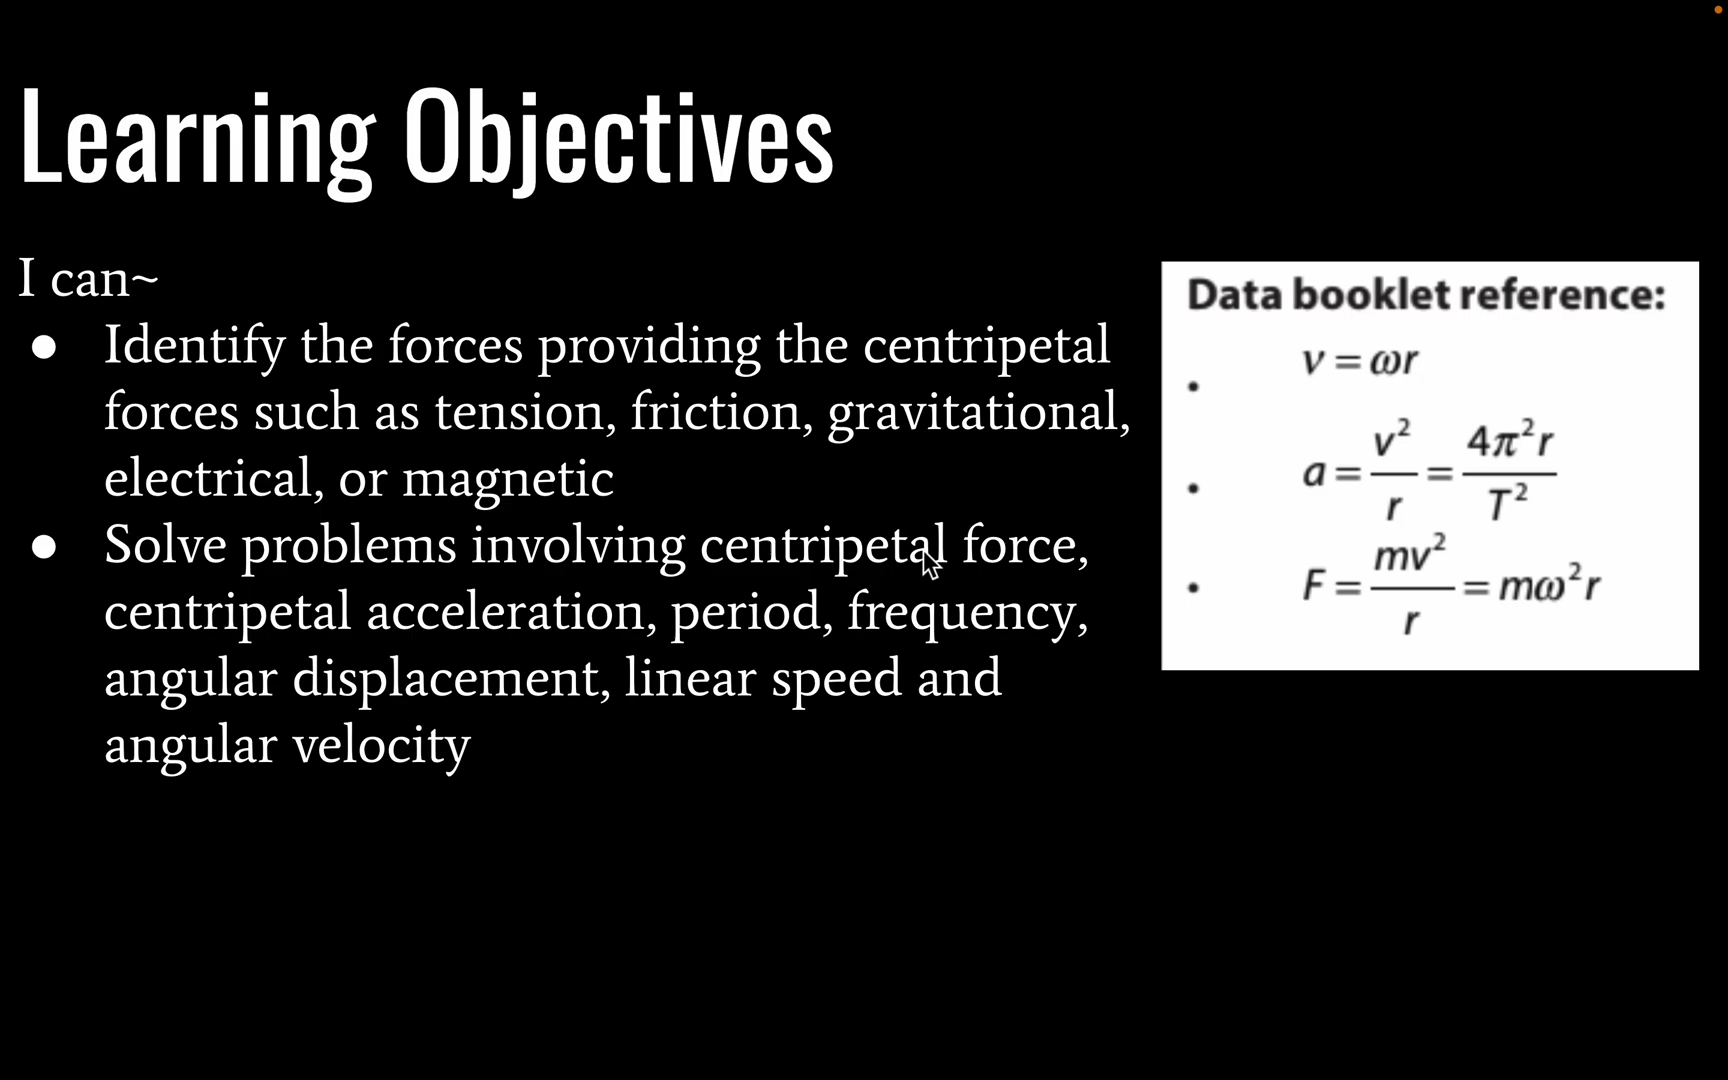 Learning Objectives
I can~
● Identify the forces providing the centripetal
forces such as tension, friction, gravitational,
electrical, or magnetic
● Solve problems involving centripetal force,
centripetal acceleration, period, frequency,
angular displacement, linear speed and
angular velocity
Data booklet reference:
• v = ωr
• a = v²/r = 4π²r/T²
• F = mv²/r = mω²r